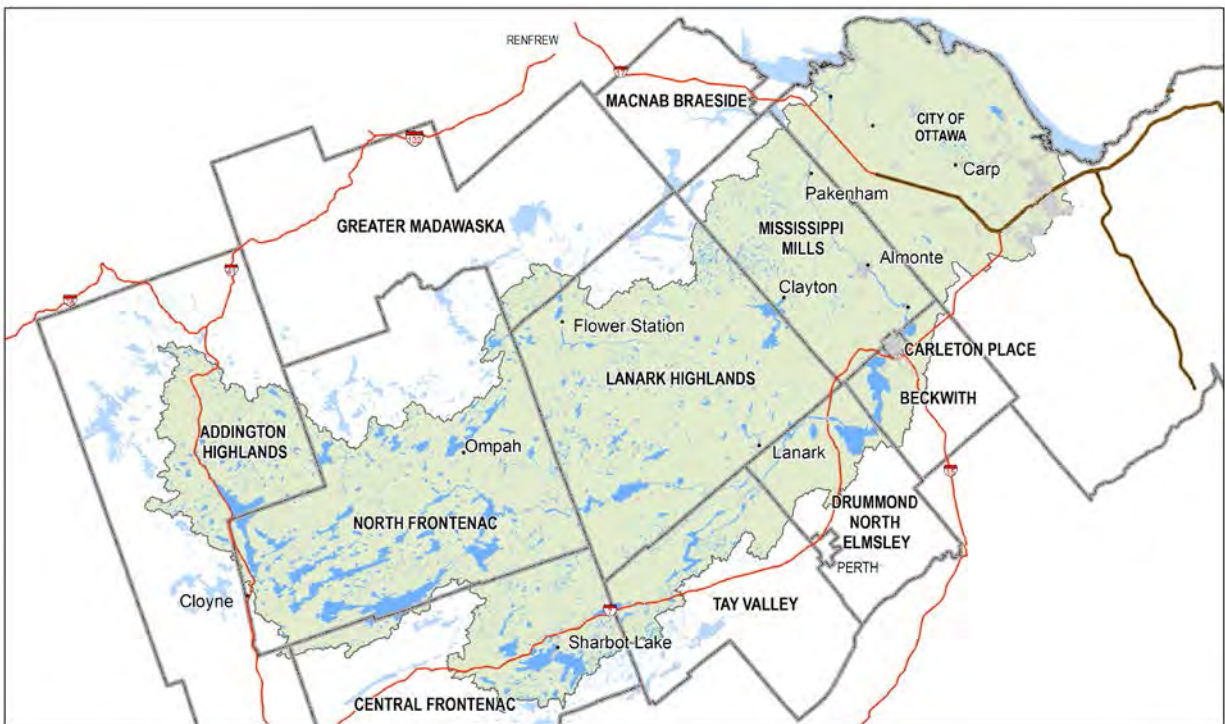 RENFREW
MACNAB BRAESIDE
CITY OF
OTTAWA
Carp
Pakenham
GREATER MADAWASKA
MISSISSIPPI
MILLS
Almonte
Clayton
Flower Station
CARLETON PLACE
LANARK HIGHLANDS
BECKWITH
ADDINGTON
HIGHLANDS
Ompah
Lanark
NORTH FRONTENAC
DRUMMOND
NORTH
ELMSLEY
PERTH
Cloyne
TAY VALLEY
Sharbot Lake
CENTRAL FRONTENAC